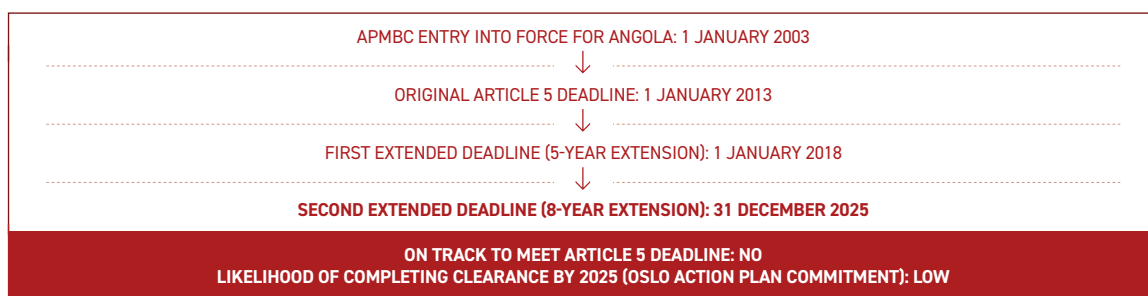 APMBC ENTRY INTO FORCE FOR ANGOLA: 1 JANUARY 2003
ORIGINAL ARTICLE 5 DEADLINE: 1 JANUARY 2013
FIRST EXTENDED DEADLINE (5-YEAR EXTENSION): 1 JANUARY 2018
SECOND EXTENDED DEADLINE (8-YEAR EXTENSION): 31 DECEMBER 2025
ON TRACK TO MEET ARTICLE 5 DEADLINE: NO
LIKELIHOOD OF COMPLETING CLEARANCE BY 2025 (OSLO ACTION PLAN COMMITMENT): LOW